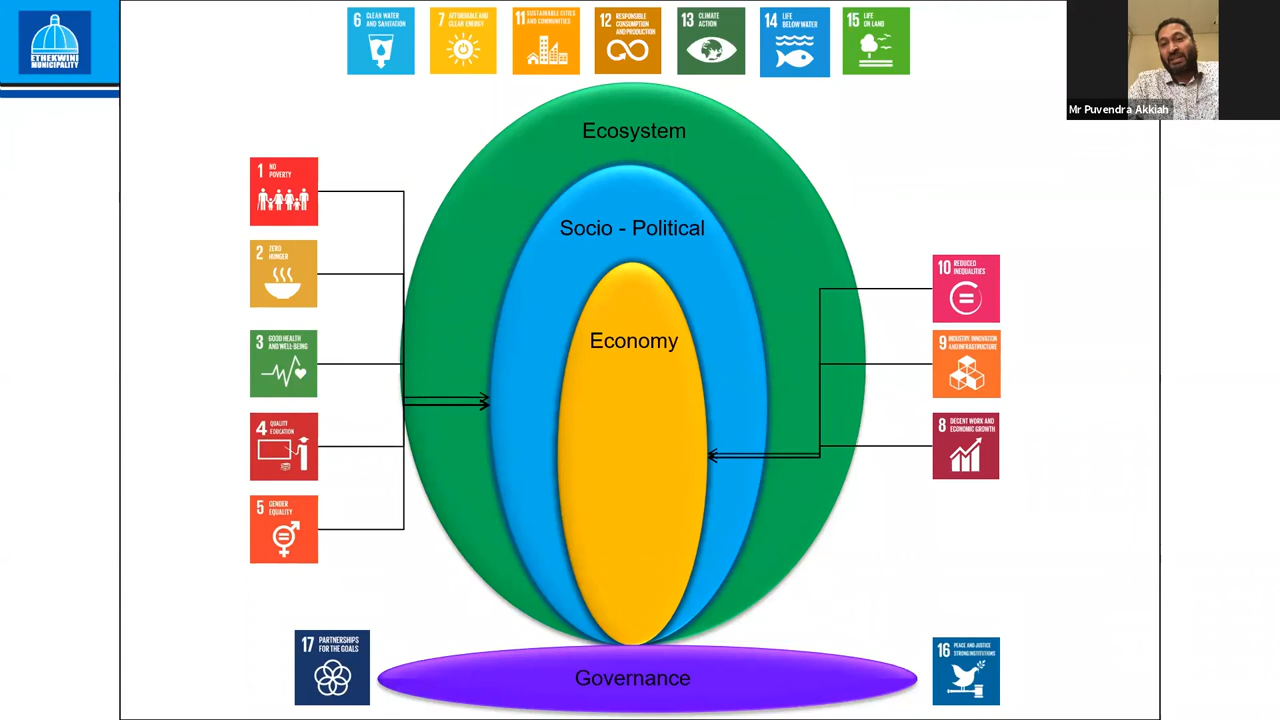 ETHEKWINI
MUNICIPALITY
6 CLEAN WATER
AND SANITATION
7 AFFORDABLE AND
CLEAN ENERGY
11 SUSTAINABLE CITIES
AND COMMUNITIES
12 RESPONSIBLE
CONSUMPTION
AND PRODUCTION
13 CLIMATE
ACTION
14 LIFE
BELOW WATER
15 LIFE
ON LAND
Mr Puvendra Akkiah
Ecosystem
Socio - Political
Economy
1 NO
POVERTY
2 ZERO
HUNGER
3 GOOD HEALTH
AND WELL-BEING
4 QUALITY
EDUCATION
5 GENDER
EQUALITY
10 REDUCED
INEQUALITIES
9 INDUSTRY, INNOVATION
AND INFRASTRUCTURE
8 DECENT WORK AND
ECONOMIC GROWTH
17 PARTNERSHIPS
FOR THE GOALS
Governance
16 PEACE AND JUSTICE
STRONG INSTITUTIONS